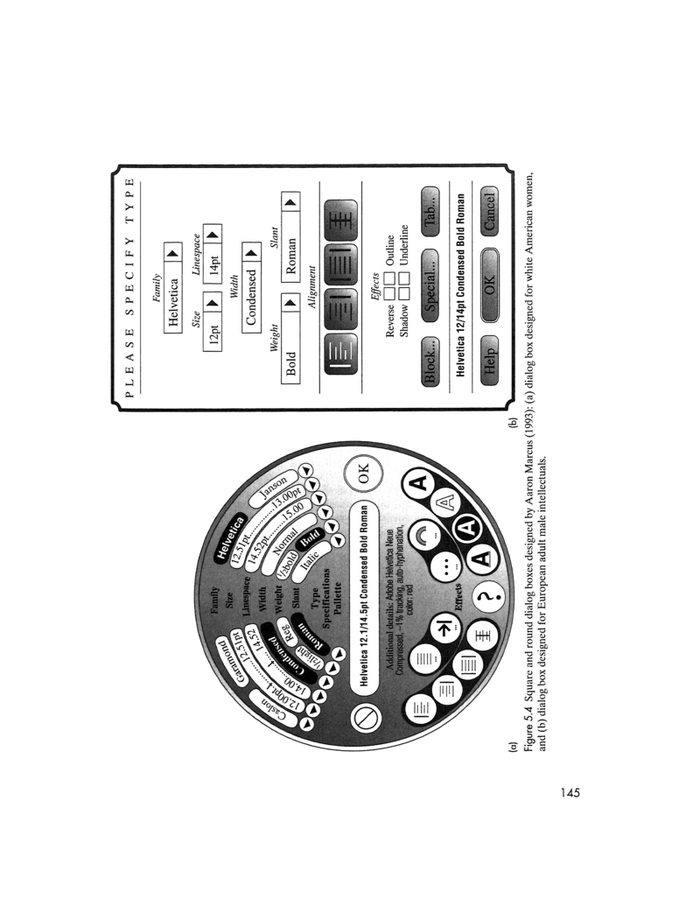 PLEASE SPECIFY TYPE
Family
Helvetica
Size Linespace
12pt 14pt
Width
Condensed
Weight Slant
Bold Roman
Alignment
Effects
Reverse Outline
Shadow Underline
Block... Special... Tab...
Helvetica 12/14pt Condensed Bold Roman
Help OK Cancel
(b)
Garamond Family Helvetica Janson
12.00pt 12.51pt Size 12.51pt 13.00pt
14.00 14.52 Linespace 14.52pt 15.00
Condensed Width Normal
Reg Weight 1/2bold Bold
1/2light Roman Slant Italic
Caslon
Type
Specifications
Pallette
Helvetica 12.1/14.5pt Condensed Bold Roman
OK
Additional details: Adobe Helvetica Neue
Compressed, –1% tracking, auto-hyphenation,
color: red
Effects
?
A A A A
(a)
Figure 5.4 Square and round dialog boxes designed by Aaron Marcus (1993): (a) dialog box designed for white American women,
and (b) dialog box designed for European adult male intellectuals.
145